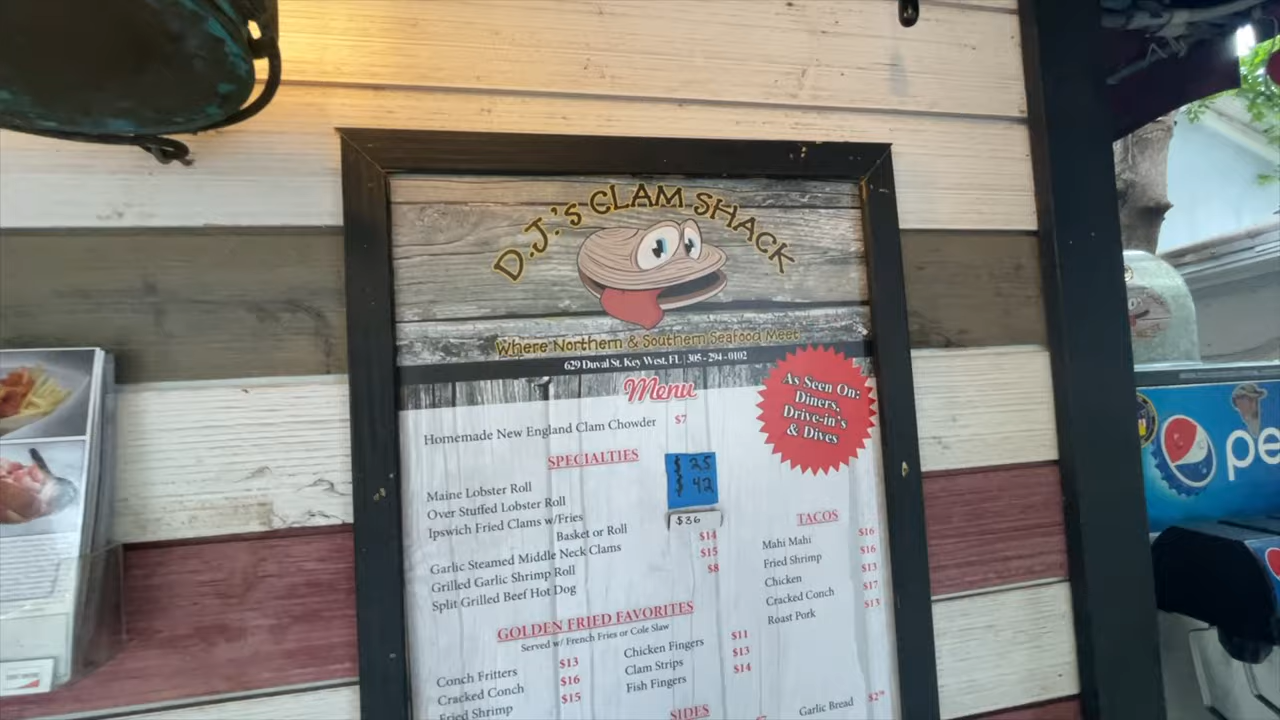 D.J.'s CLAM SHACK
Where Northern & Southern Seafood Meet
629 Duval St. Key West, FL | 305 - 294 - 0102
Menu
As Seen On:
Diners,
Drive-in's
& Dives
Homemade New England Clam Chowder $7
SPECIALTIES
Maine Lobster Roll $25
Over Stuffed Lobster Roll $42
Ipswich Fried Clams w/Fries $36
Basket or Roll
Garlic Steamed Middle Neck Clams $14
Grilled Garlic Shrimp Roll $15
Split Grilled Beef Hot Dog $8
TACOS
Mahi Mahi $16
Fried Shrimp $16
Chicken $13
Cracked Conch $17
Roast Pork $13
GOLDEN FRIED FAVORITES
Served w/ French Fries or Cole Slaw
Conch Fritters $13
Cracked Conch $16
Fried Shrimp $15
Chicken Fingers $11
Clam Strips $13
Fish Fingers $14
SIDES
Garlic Bread
pe